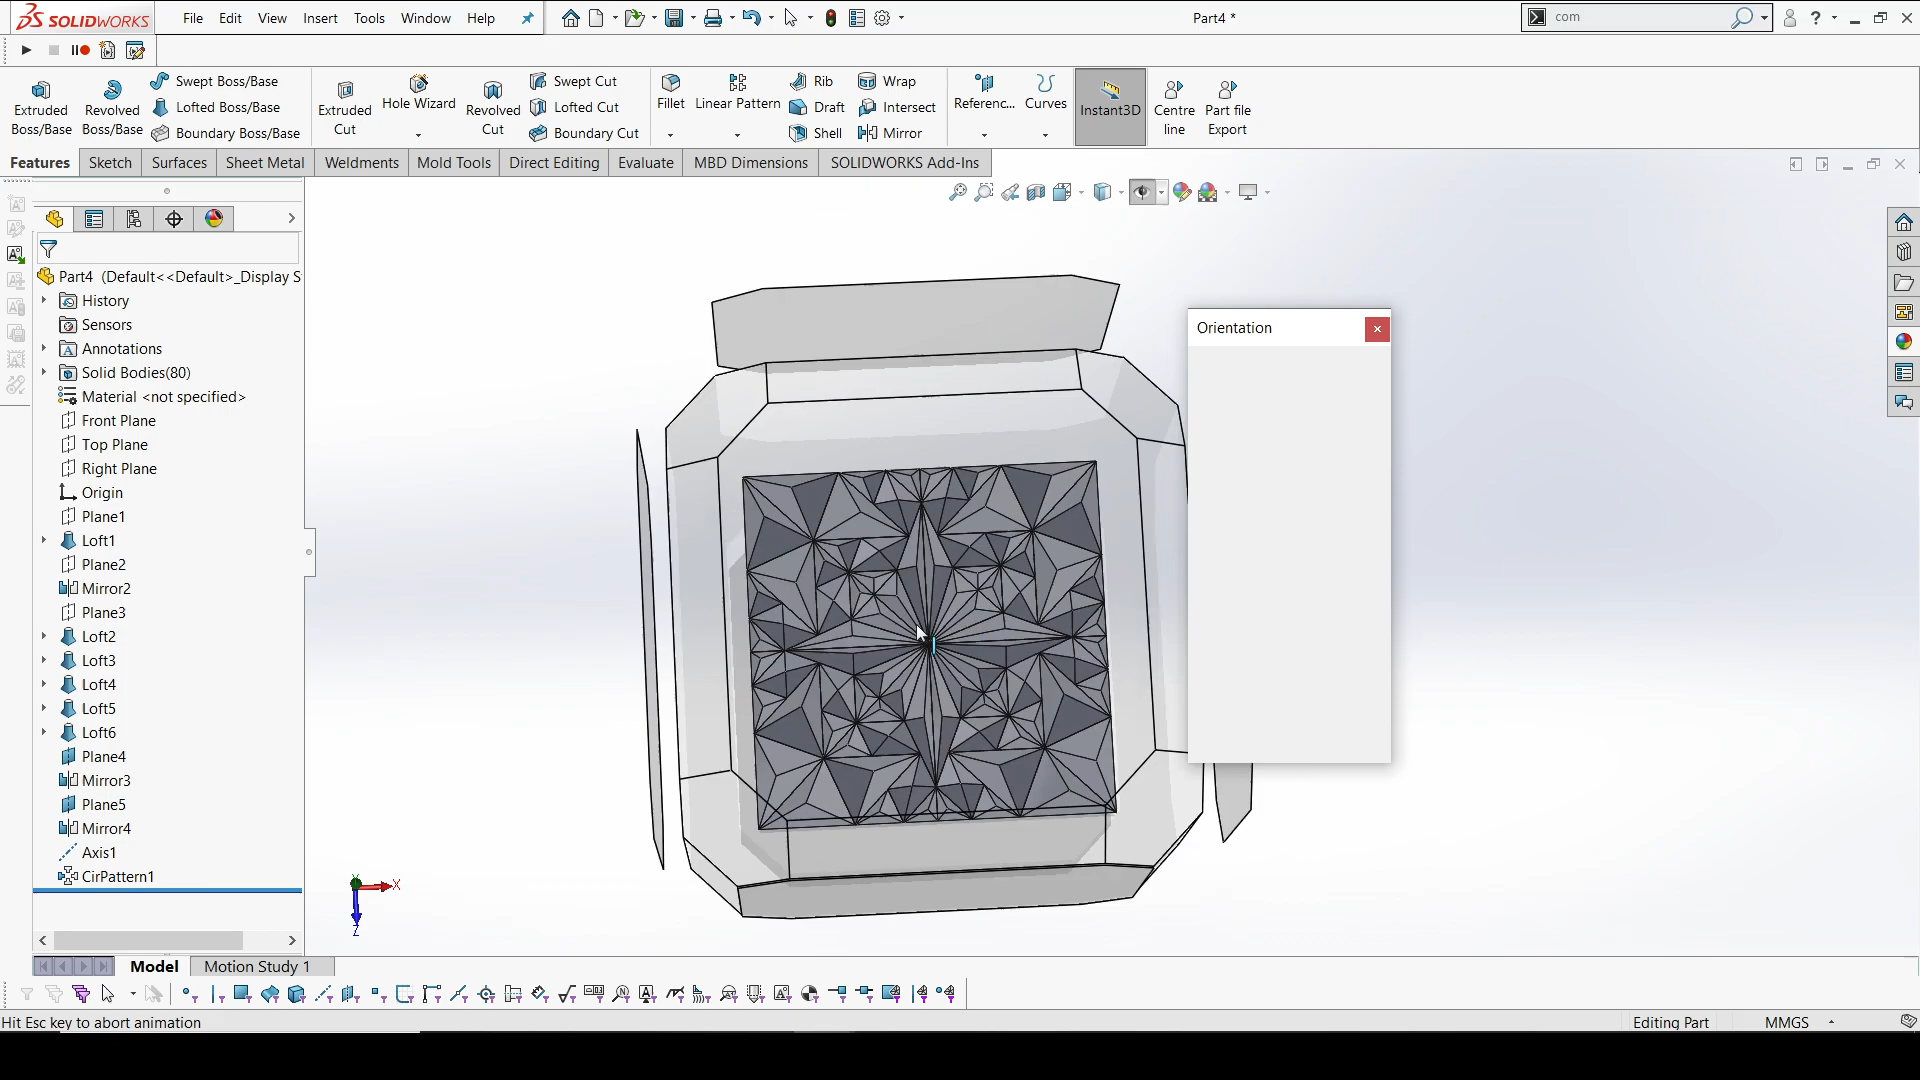 SOLIDWORKS
File Edit View Insert Tools Window Help
Part4 *
com
?
Extruded Boss/Base
Revolved Boss/Base
Swept Boss/Base
Lofted Boss/Base
Boundary Boss/Base
Extruded Cut
Hole Wizard
Revolved Cut
Swept Cut
Lofted Cut
Boundary Cut
Fillet
Linear Pattern
Rib
Draft
Shell
Wrap
Intersect
Mirror
Referenc...
Curves
Instant3D
Centre line
Part file Export
Features Sketch Surfaces Sheet Metal Weldments Mold Tools Direct Editing Evaluate MBD Dimensions SOLIDWORKS Add-Ins
Part4 (Default<<Default>_Display S
History
Sensors
Annotations
Solid Bodies(80)
Material <not specified>
Front Plane
Top Plane
Right Plane
Origin
Plane1
Loft1
Plane2
Mirror2
Plane3
Loft2
Loft3
Loft4
Loft5
Loft6
Plane4
Mirror3
Plane5
Mirror4
Axis1
CirPattern1
Orientation
Y
X
Z
Model Motion Study 1
Hit Esc key to abort animation
Editing Part
MMGS